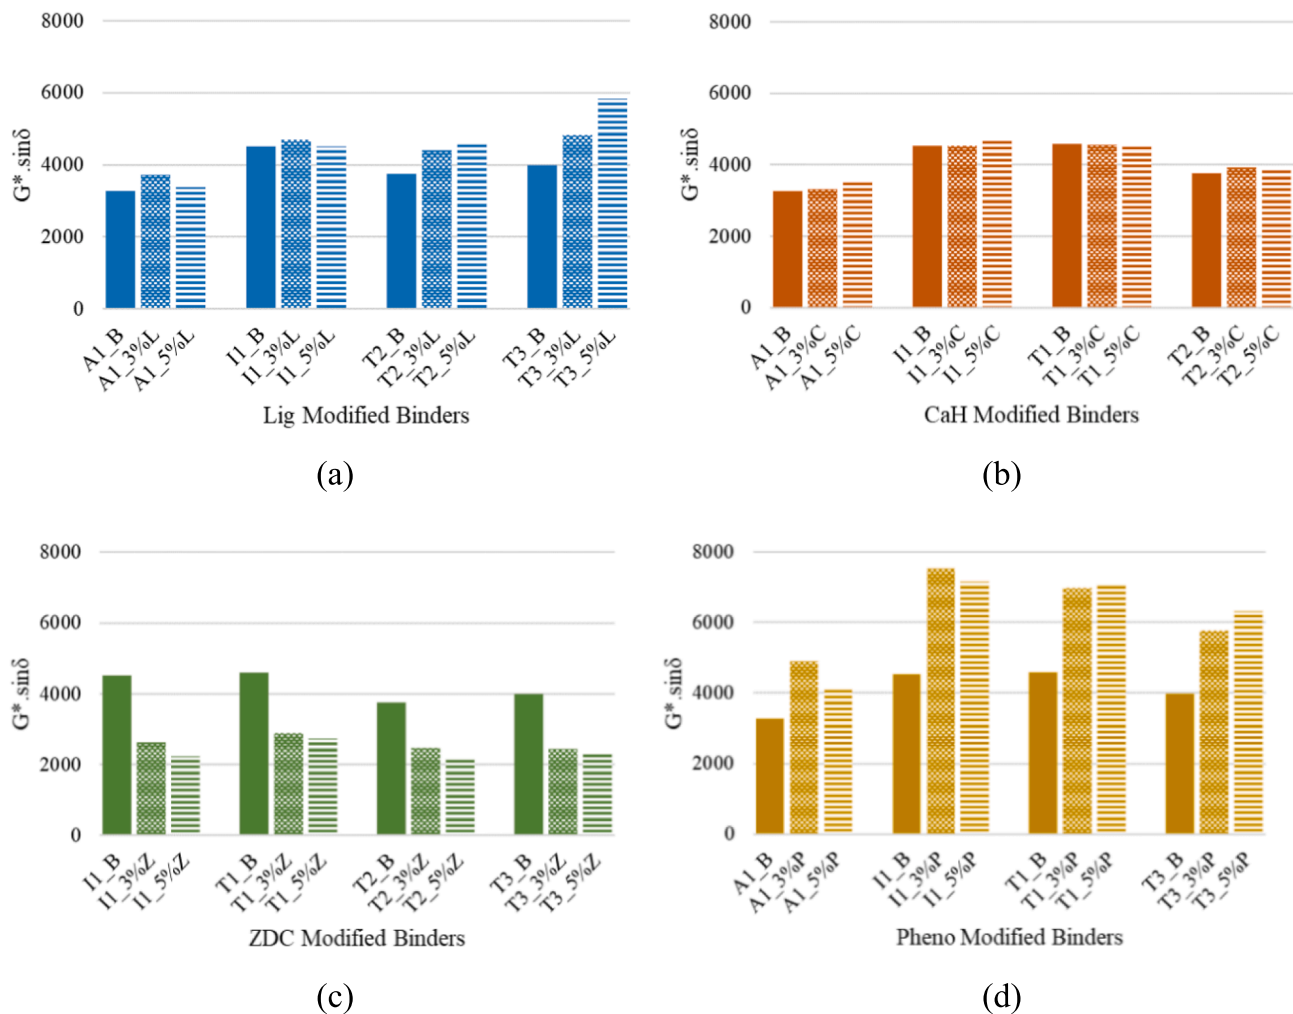 8000
6000
4000
2000
0
G*.sinδ
A1_B
A1_3%L
A1_5%L
I1_B
I1_3%L
I1_5%L
T2_B
T2_3%L
T2_5%L
T3_B
T3_3%L
T3_5%L
Lig Modified Binders
(a)
8000
6000
4000
2000
0
G*.sinδ
A1_B
A1_3%C
A1_5%C
I1_B
I1_3%C
I1_5%C
T1_B
T1_3%C
T1_5%C
T2_B
T2_3%C
T2_5%C
CaH Modified Binders
(b)
8000
6000
4000
2000
0
G*.sinδ
I1_B
I1_3%Z
I1_5%Z
T1_B
T1_3%Z
T1_5%Z
T2_B
T2_3%Z
T2_5%Z
T3_B
T3_3%Z
T3_5%Z
ZDC Modified Binders
(c)
8000
6000
4000
2000
0
G*.sinδ
A1_B
A1_3%P
A1_5%P
I1_B
I1_3%P
I1_5%P
T1_B
T1_3%P
T1_5%P
T3_B
T3_3%P
T3_5%P
Pheno Modified Binders
(d)